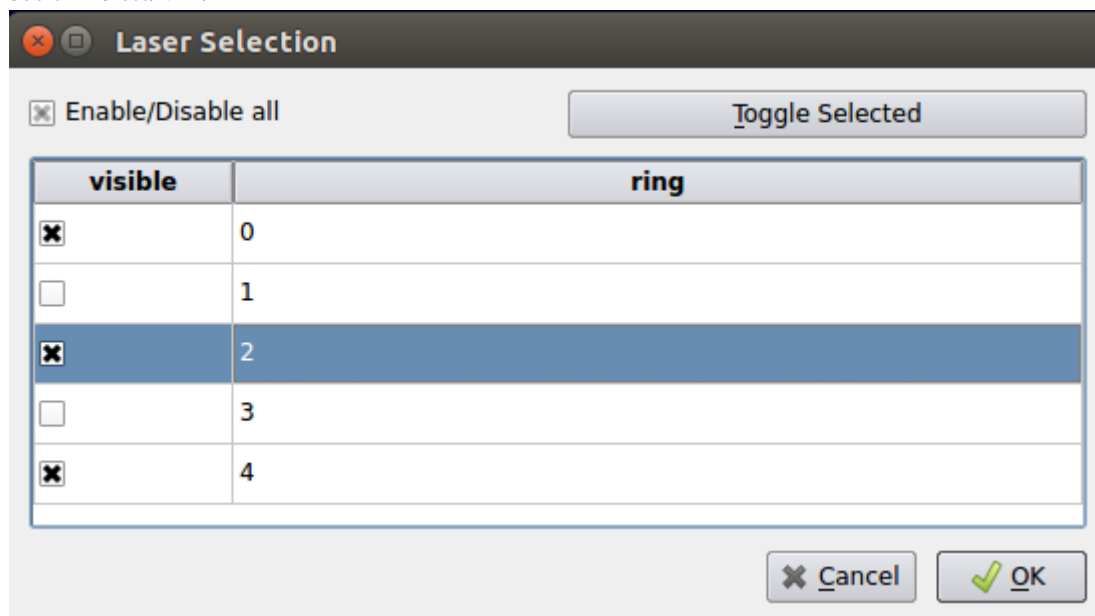 Laser Selection
Enable/Disable all
Toggle Selected
visible ring
0
1
2
3
4
Cancel OK